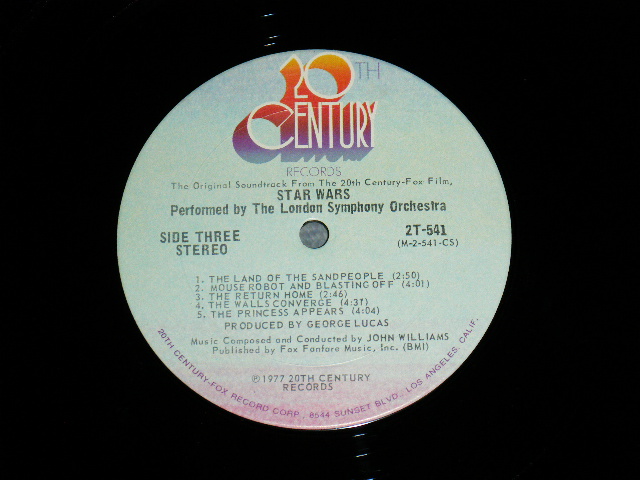 20TH
CENTURY
RECORDS
The Original Soundtrack From The 20th Century-Fox Film,
STAR WARS
Performed by The London Symphony Orchestra
SIDE THREE
STEREO
2T-541
(M-2-541-CS)
1. THE LAND OF THE SANDPEOPLE (2:50)
2. MOUSE ROBOT AND BLASTING OFF (4:01)
3. THE RETURN HOME (2:46)
4. THE WALLS CONVERGE (4:31)
5. THE PRINCESS APPEARS (4:04)
PRODUCED BY GEORGE LUCAS
Music Composed and Conducted by JOHN WILLIAMS
Published by Fox Fanfare Music, Inc. (BMI)
℗ 1977 20TH CENTURY
RECORDS
20TH CENTURY-FOX RECORD CORP., 8544 SUNSET BLVD., LOS ANGELES, CALIF.